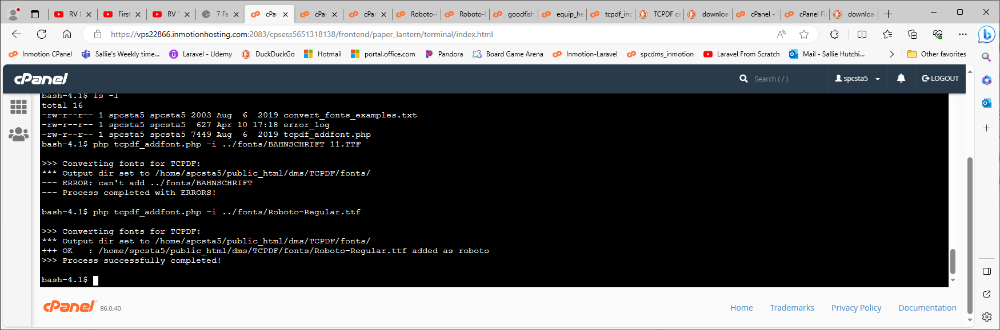 RV D
First
RV T
7 Fa
cPar
cPar
cPar
Roboto-F
Roboto-B
goodfish
equip_he
tcpdf_inc
TCPDF ca
downloa
cPanel -
cPanel Fi
downloa
https://vps22866.inmotionhosting.com:2083/cpsess5651318138/frontend/paper_lantern/terminal/index.html
Inmotion CPanel
Sallie's Weekly time...
Laravel - Udemy
DuckDuckGo
Hotmail
portal.office.com
Pandora
Board Game Arena
Inmotion-Laravel
spcdms_inmotion
Laravel From Scratch
Mail - Sallie Hutchi...
Other favorites
cPanel
Search ( / )
spcsta5
LOGOUT
bash-4.1$ ls -l
total 16
-rw-r--r-- 1 spcsta5 spcsta5 2003 Aug  6  2019 convert_fonts_examples.txt
-rw-r--r-- 1 spcsta5 spcsta5  627 Apr 10 17:18 error_log
-rw-r--r-- 1 spcsta5 spcsta5 7449 Aug  6  2019 tcpdf_addfont.php
bash-4.1$ php tcpdf_addfont.php -i ../fonts/BAHNSCHRIFT 11.TTF
>>> Converting fonts for TCPDF:
*** Output dir set to /home/spcsta5/public_html/dms/TCPDF/fonts/
--- ERROR: can't add ../fonts/BAHNSCHRIFT
--- Process completed with ERRORS!
bash-4.1$ php tcpdf_addfont.php -i ../fonts/Roboto-Regular.ttf
>>> Converting fonts for TCPDF:
*** Output dir set to /home/spcsta5/public_html/dms/TCPDF/fonts/
+++ OK   : /home/spcsta5/public_html/dms/TCPDF/fonts/Roboto-Regular.ttf added as roboto
>>> Process successfully completed!
bash-4.1$
cPanel 86.0.40
Home
Trademarks
Privacy Policy
Documentation